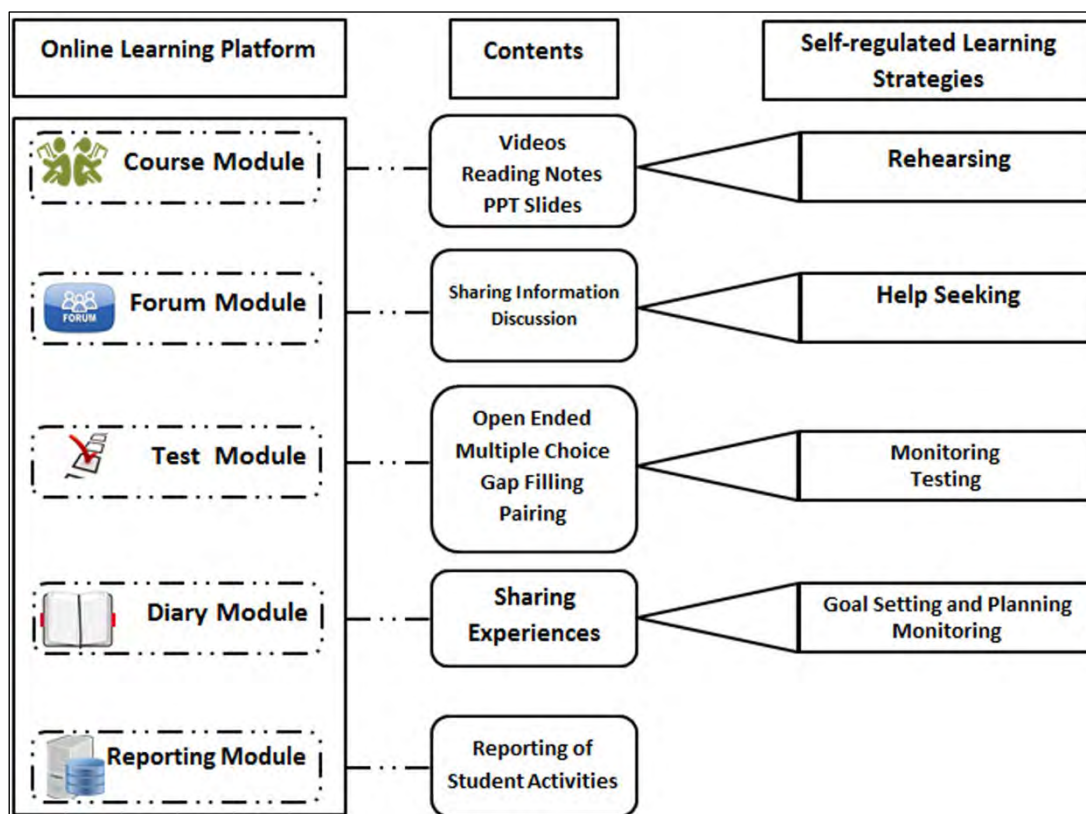 Online Learning Platform
Contents
Self-regulated Learning
Strategies
Course Module
Videos
Reading Notes
PPT Slides
Rehearsing
FORUM
Forum Module
Sharing Information
Discussion
Help Seeking
Test Module
Open Ended
Multiple Choice
Gap Filling
Pairing
Monitoring
Testing
Diary Module
Sharing
Experiences
Goal Setting and Planning
Monitoring
Reporting Module
Reporting of
Student Activities